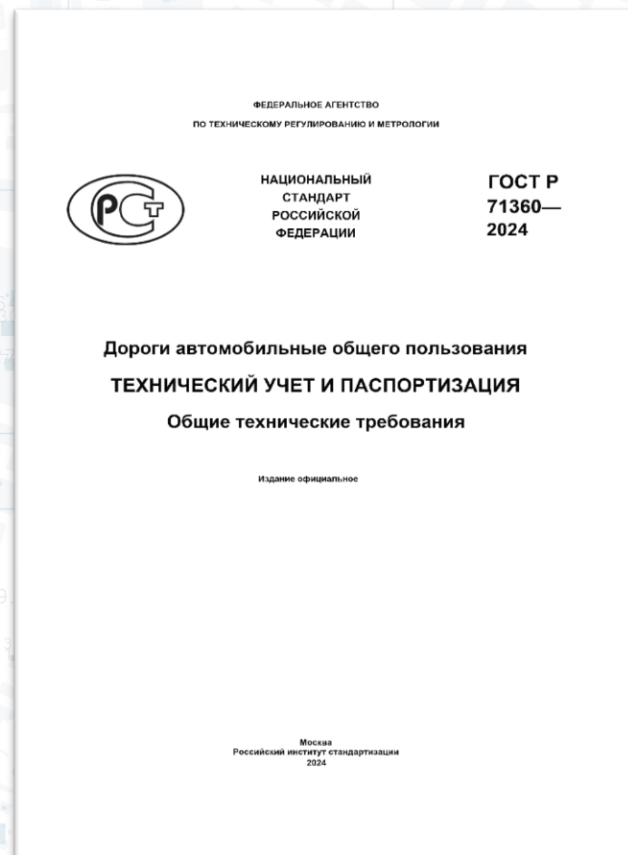 ФЕДЕРАЛЬНОЕ АГЕНТСТВО
ПО ТЕХНИЧЕСКОМУ РЕГУЛИРОВАНИЮ И МЕТРОЛОГИИ
РСТ
НАЦИОНАЛЬНЫЙ
СТАНДАРТ
РОССИЙСКОЙ
ФЕДЕРАЦИИ
ГОСТ Р
71360—
2024
Дороги автомобильные общего пользования
ТЕХНИЧЕСКИЙ УЧЕТ И ПАСПОРТИЗАЦИЯ
Общие технические требования
Издание официальное
Москва
Российский институт стандартизации
2024